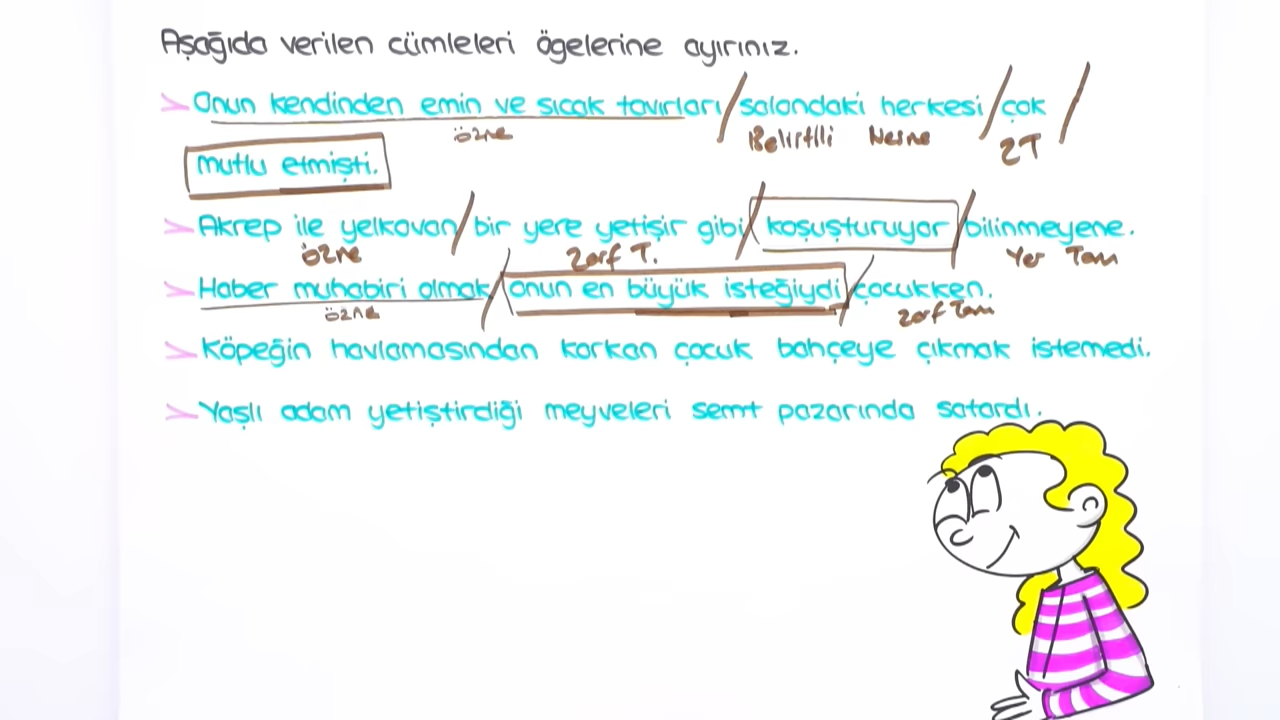 Aşağıda verilen cümleleri ögelerine ayırınız.
Onun kendinden emin ve sıcak tavırları / salondaki herkesi / çok /
özne Belirtili Nesne ZT
mutlu etmişti.
Akrep ile yelkovan / bir yere yetişir gibi / koşuşturuyor / bilinmeyene.
özne Zarf T. Yer Tam
Haber muhabiri olmak / onun en büyük isteğiydi / çocukken.
özne Zarf Tam
Köpeğin havlamasından korkan çocuk bahçeye çıkmak istemedi.
Yaşlı adam yetiştirdiği meyveleri semt pazarında satardı.